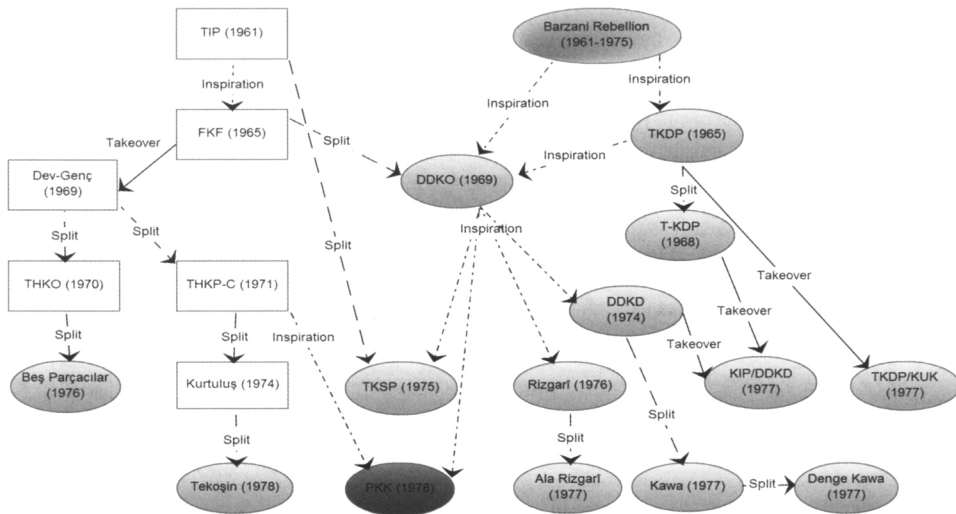 TIP (1961)
Barzani Rebellion
(1961-1975)
Inspiration
Inspiration
Inspiration
FKF (1965)
TKDP (1965)
Takeover
Split
Inspiration
Dev-Genç
(1969)
DDKO (1969)
Split
Split
Split
Split
Inspiration
T-KDP
(1968)
THKO (1970)
THKP-C (1971)
Takeover
DDKD
(1974)
Takeover
Split
Split
Inspiration
Takeover
Beş Parçacılar
(1976)
Kurtuluş (1974)
TKSP (1975)
Rizgarî (1976)
KIP/DDKD
(1977)
TKDP/KUK
(1977)
Split
Split
Split
Tekoşin (1978)
PKK (1978)
Ala Rizgarî
(1977)
Kawa (1977)
Split
Denge Kawa
(1977)